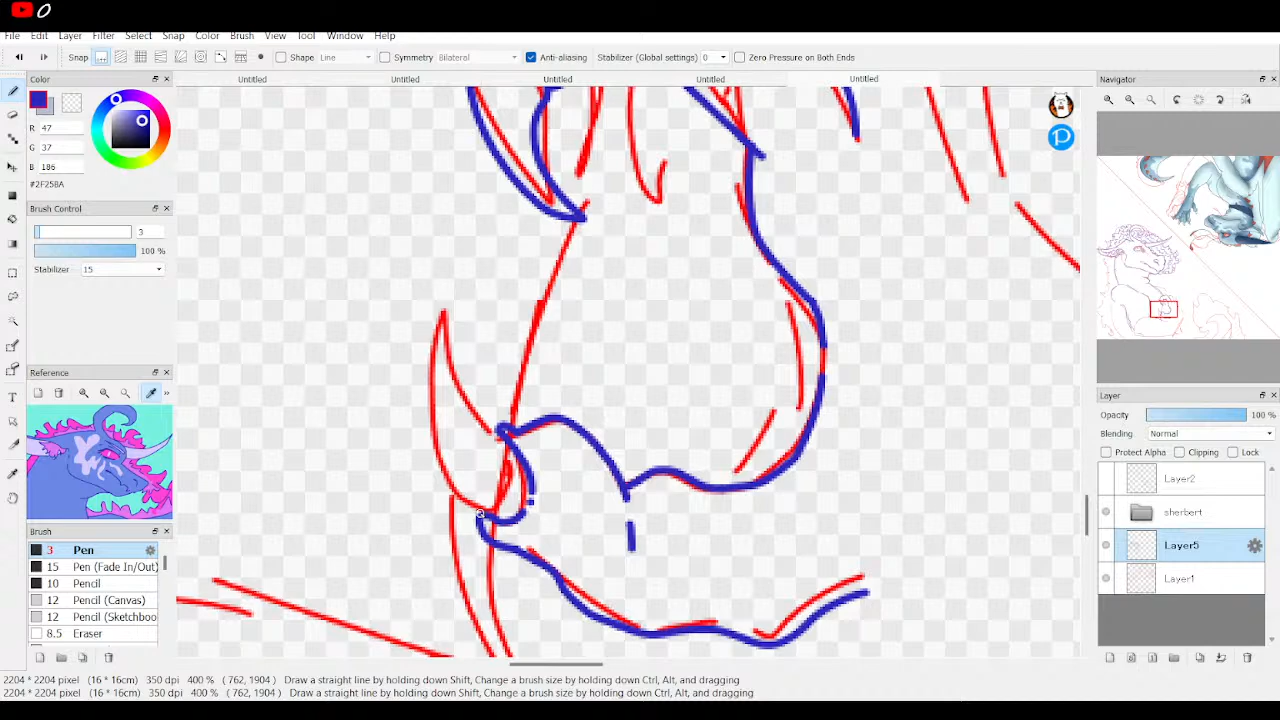 0
File Edit Layer Filter Select Snap Color Brush View Tool Window Help
Snap Shape Line Symmetry Bilateral Anti-aliasing Stabilizer (Global settings) 0 Zero Pressure on Both Ends
Color
Untitled Untitled Untitled Untitled Untitled
Navigator
R 47
G 37
B 186
#2F25BA
Brush Control
3
100 %
Stabilizer 15
Reference
Brush
3 Pen
15 Pen (Fade In/Out)
10 Pencil
12 Pencil (Canvas)
12 Pencil (Sketchboo
8.5 Eraser
Layer
Opacity 100 %
Blending Normal
Protect Alpha Clipping Lock
Layer2
sherbert
Layer5
Layer1
2204 * 2204 pixel (16 * 16cm) 350 dpi 400 % ( 762, 1904 ) Draw a straight line by holding down Shift, Change a brush size by holding down Ctrl, Alt, and dragging
2204 * 2204 pixel (16 * 16cm) 350 dpi 400 % ( 762, 1904 ) Draw a straight line by holding down Shift, Change a brush size by holding down Ctrl, Alt, and dragging